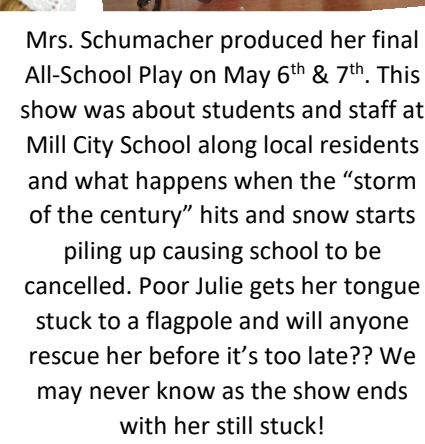 Mrs. Schumacher produced her final
All-School Play on May 6th & 7th. This
show was about students and staff at
Mill City School along local residents
and what happens when the “storm
of the century” hits and snow starts
piling up causing school to be
cancelled. Poor Julie gets her tongue
stuck to a flagpole and will anyone
rescue her before it’s too late?? We
may never know as the show ends
with her still stuck!